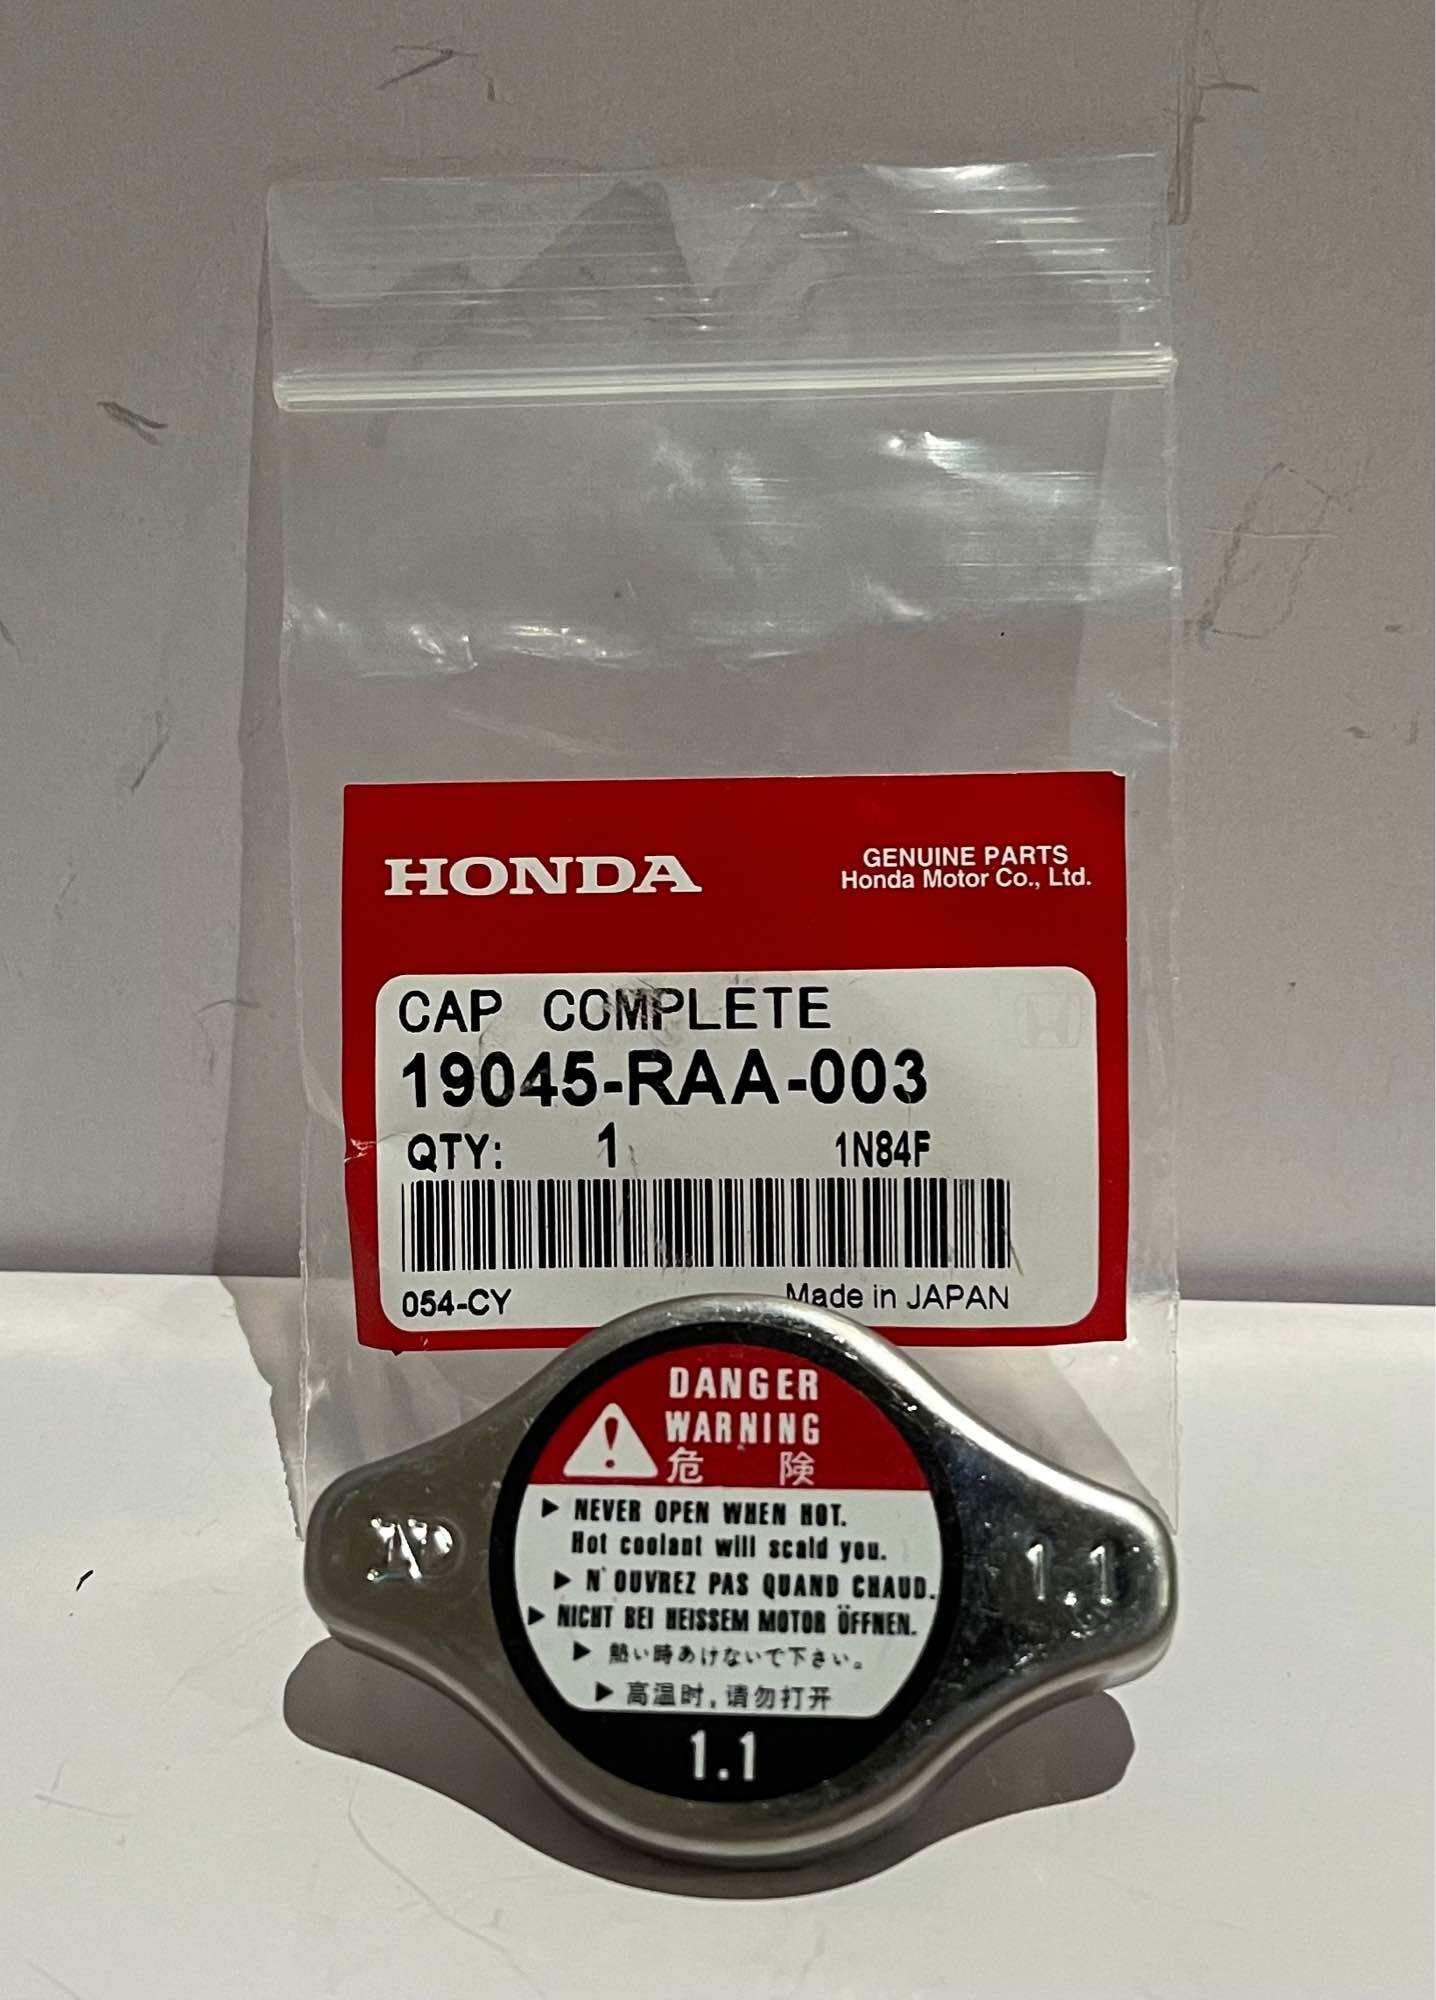 HONDA
GENUINE PARTS
Honda Motor Co., Ltd.
CAP COMPLETE
19045-RAA-003
QTY: 1 1N84F
054-CY Made in JAPAN
DANGER
WARNING
危 険
▶ NEVER OPEN WHEN HOT.
Hot coolant will scald you.
▶ N'OUVREZ PAS QUAND CHAUD.
▶ NICHT BEI HEISSEM MOTOR ÖFFNEN.
▶ 熱い時あけないで下さい。
▶ 高温时,请勿打开
1.1
1.1